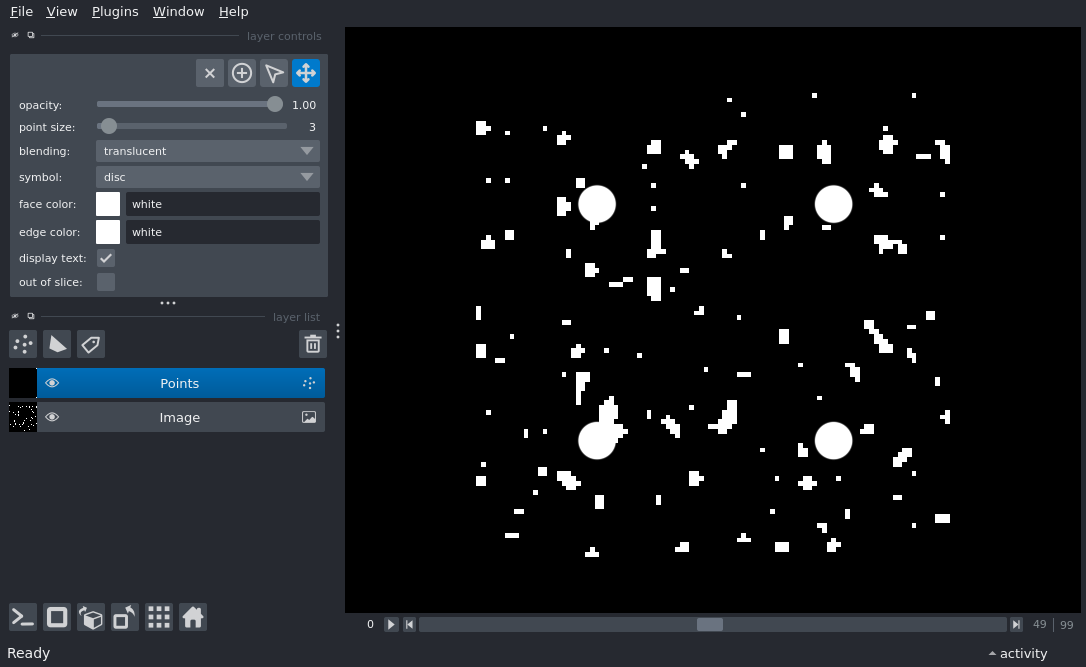 File View Plugins Window Help
layer controls
opacity: 1.00
point size: 3
blending: translucent
symbol: disc
face color: white
edge color: white
display text:
out of slice:
layer list
Points
Image
0 49 | 99
Ready activity